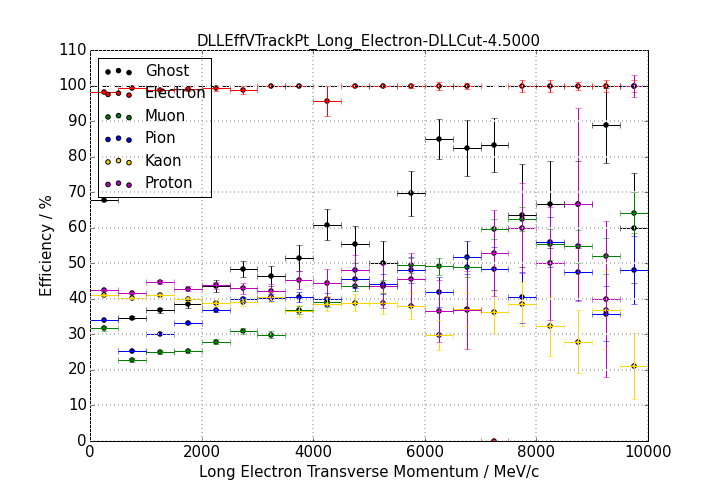 DLLEffVTrackPt_Long_Electron-DLLCut-4.5000
110
100
90
80
70
60
50
40
30
20
10
0
Efficiency / %
Ghost
Electron
Muon
Pion
Kaon
Proton
0
2000
4000
6000
8000
10000
Long Electron Transverse Momentum / MeV/c